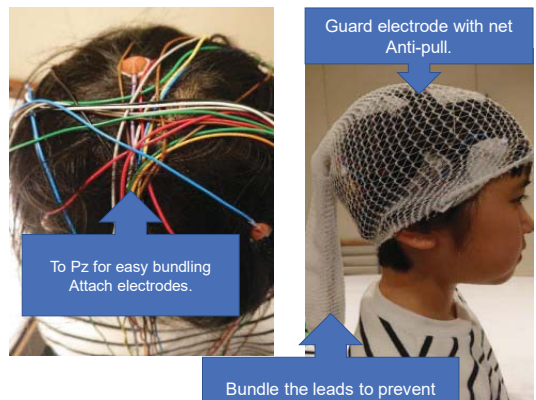 Guard electrode with net
Anti-pull.
To Pz for easy bundling
Attach electrodes.
Bundle the leads to prevent